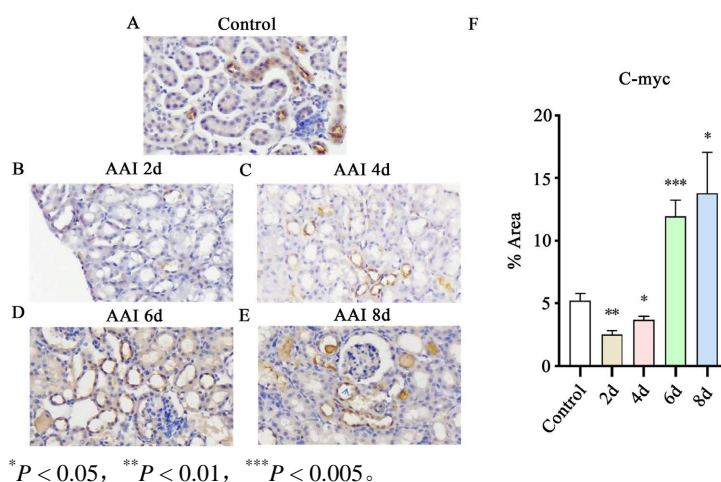 A Control
F
B AAI 2d
C AAI 4d
D AAI 6d
E AAI 8d
C-myc
20
15
10
5
0
% Area
**
*
***
*
Control
2d
4d
6d
8d
*P < 0.05， **P < 0.01， ***P < 0.005。